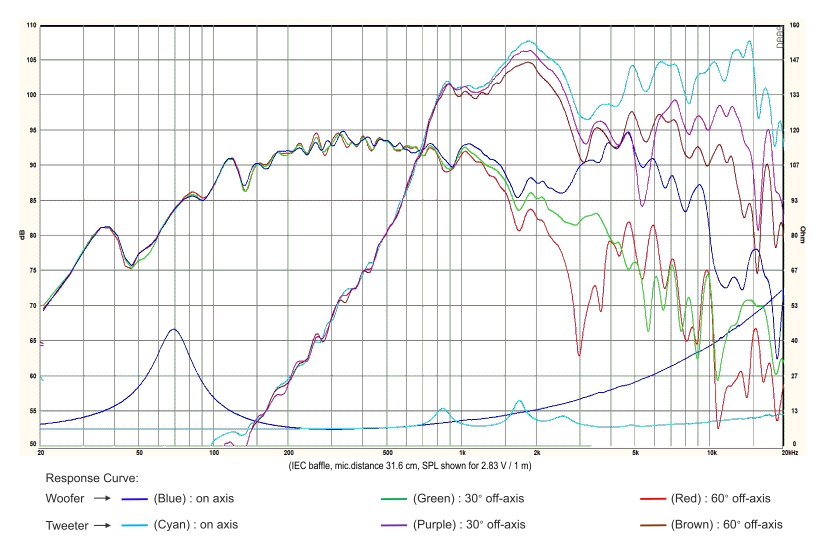 110 160
105 147
DAAS
100 133
95 120
90 107
85 93
dB 80 80 Ohm
75 67
70 53
65 40
60 27
55 13
50 0
20 50 100 200 500 1k 2k 5k 10k 20kHz
(IEC baffle, mic.distance 31.6 cm, SPL shown for 2.83 V / 1 m)
Response Curve:
Woofer → (Blue) : on axis (Green) : 30° off-axis (Red) : 60° off-axis
Tweeter → (Cyan) : on axis (Purple) : 30° off-axis (Brown) : 60° off-axis